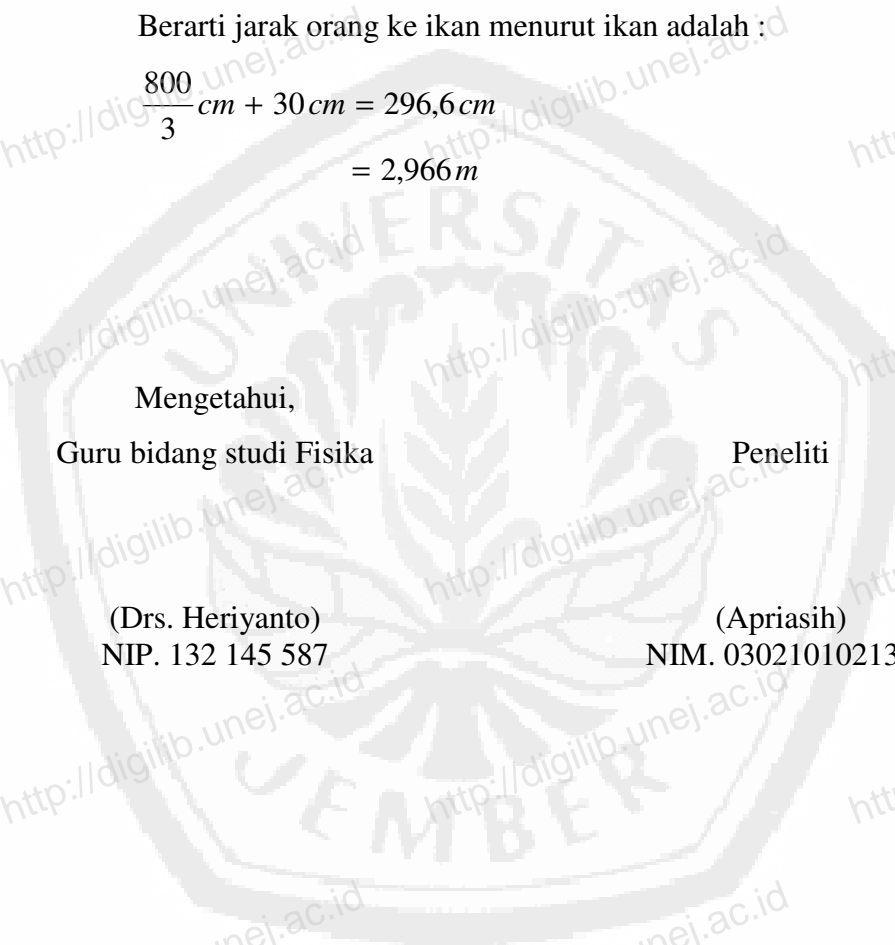 Berarti jarak orang ke ikan menurut ikan adalah :
800/3 cm + 30 cm = 296,6 cm
= 2,966 m
Mengetahui,
Guru bidang studi Fisika Peneliti
(Drs. Heriyanto) (Apriasih)
NIP. 132 145 587 NIM. 03021010213
UNIVERSITAS
JEMBER
http://digilib.unej.ac.id